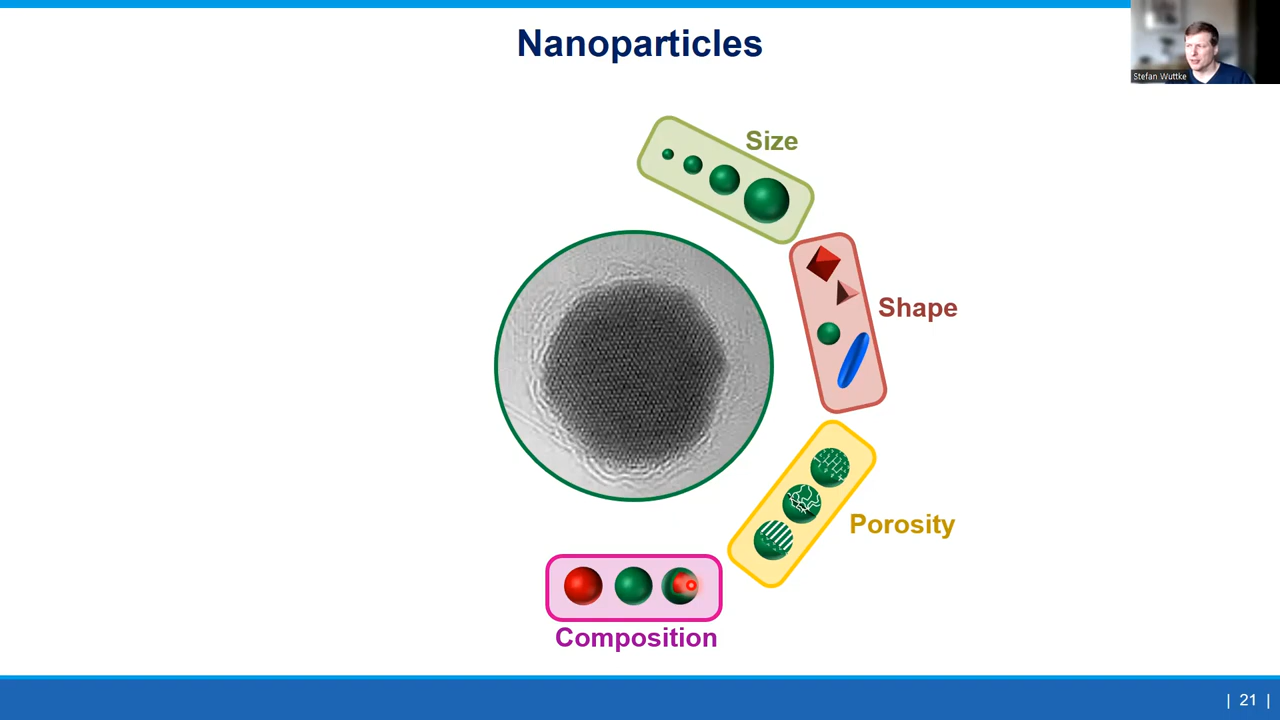 Nanoparticles
Stefan Wuttke
Size
Shape
Porosity
Composition
| 21 |